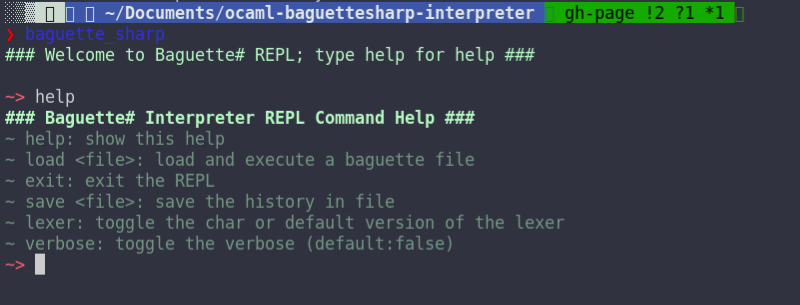 ~/Documents/ocaml-baguettesharp-interpreter gh-page !2 ?1 *1
❯ baguette_sharp
### Welcome to Baguette# REPL; type help for help ###
~> help
### Baguette# Interpreter REPL Command Help ###
~ help: show this help
~ load <file>: load and execute a baguette file
~ exit: exit the REPL
~ save <file>: save the history in file
~ lexer: toggle the char or default version of the lexer
~ verbose: toggle the verbose (default:false)
~>